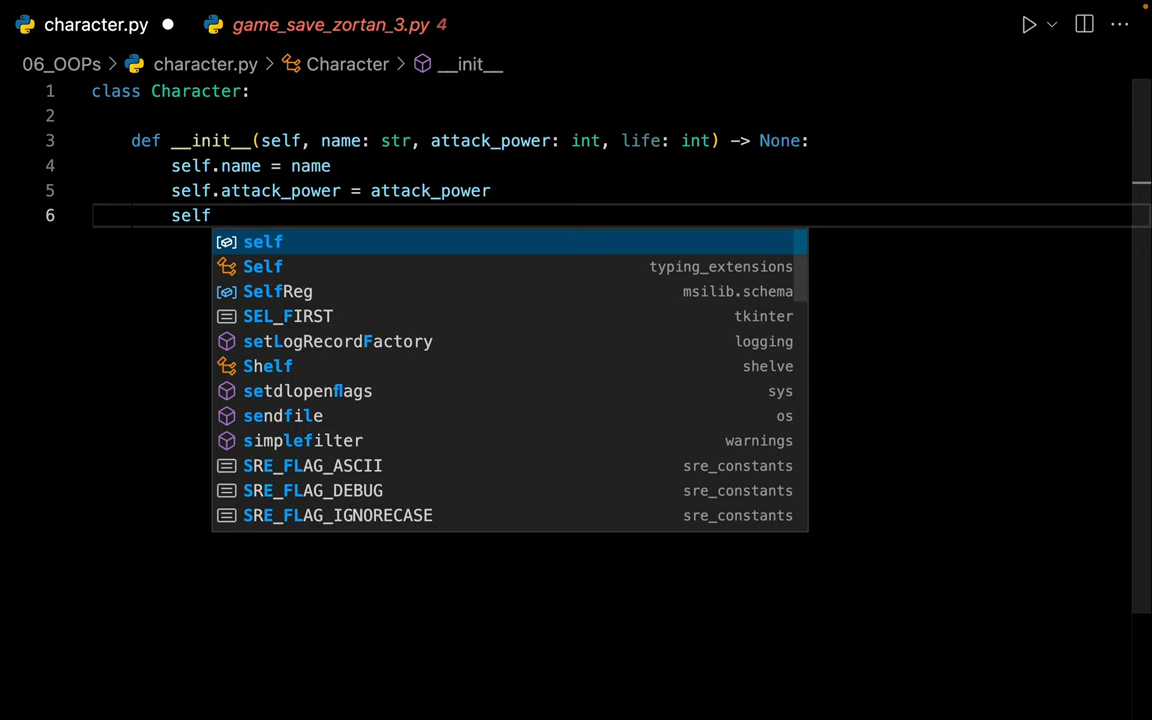 character.py ● game_save_zortan_3.py 4
06_OOPs > character.py > Character > __init__
1 class Character:
2
3 def __init__(self, name: str, attack_power: int, life: int) -> None:
4 self.name = name
5 self.attack_power = attack_power
6 self
self
Self typing_extensions
SelfReg msilib.schema
SEL_FIRST tkinter
setLogRecordFactory logging
Shelf shelve
setdlopenflags sys
sendfile os
simplefilter warnings
SRE_FLAG_ASCII sre_constants
SRE_FLAG_DEBUG sre_constants
SRE_FLAG_IGNORECASE sre_constants